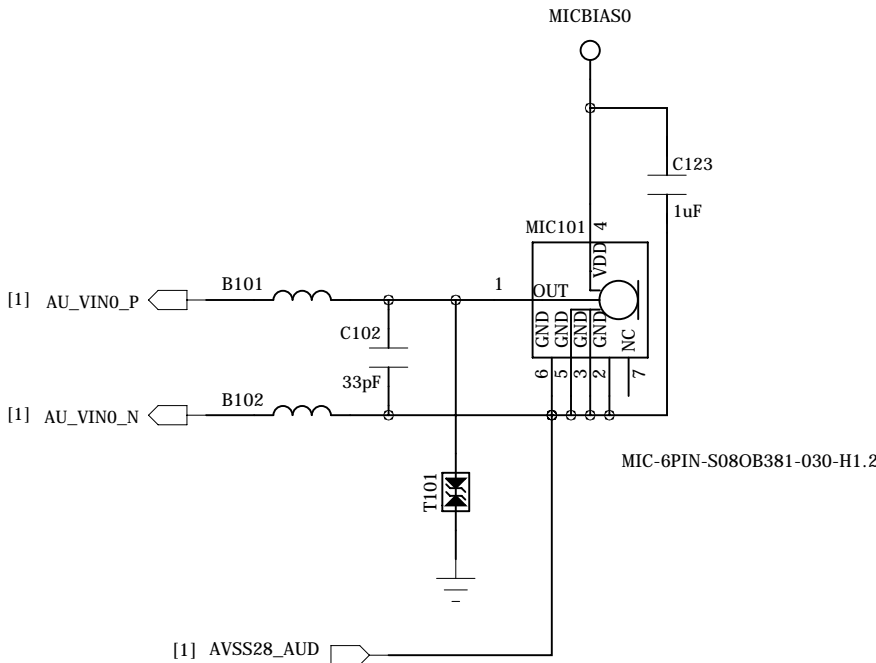 MICBIAS0
C123
1uF
MIC101
4
VDD
B101
1
OUT
[1] AU_VIN0_P
C102
33pF
GND
GND
GND
GND
NC
6
5
3
2
7
B102
[1] AU_VIN0_N
MIC-6PIN-S08OB381-030-H1.2
T101
[1] AVSS28_AUD